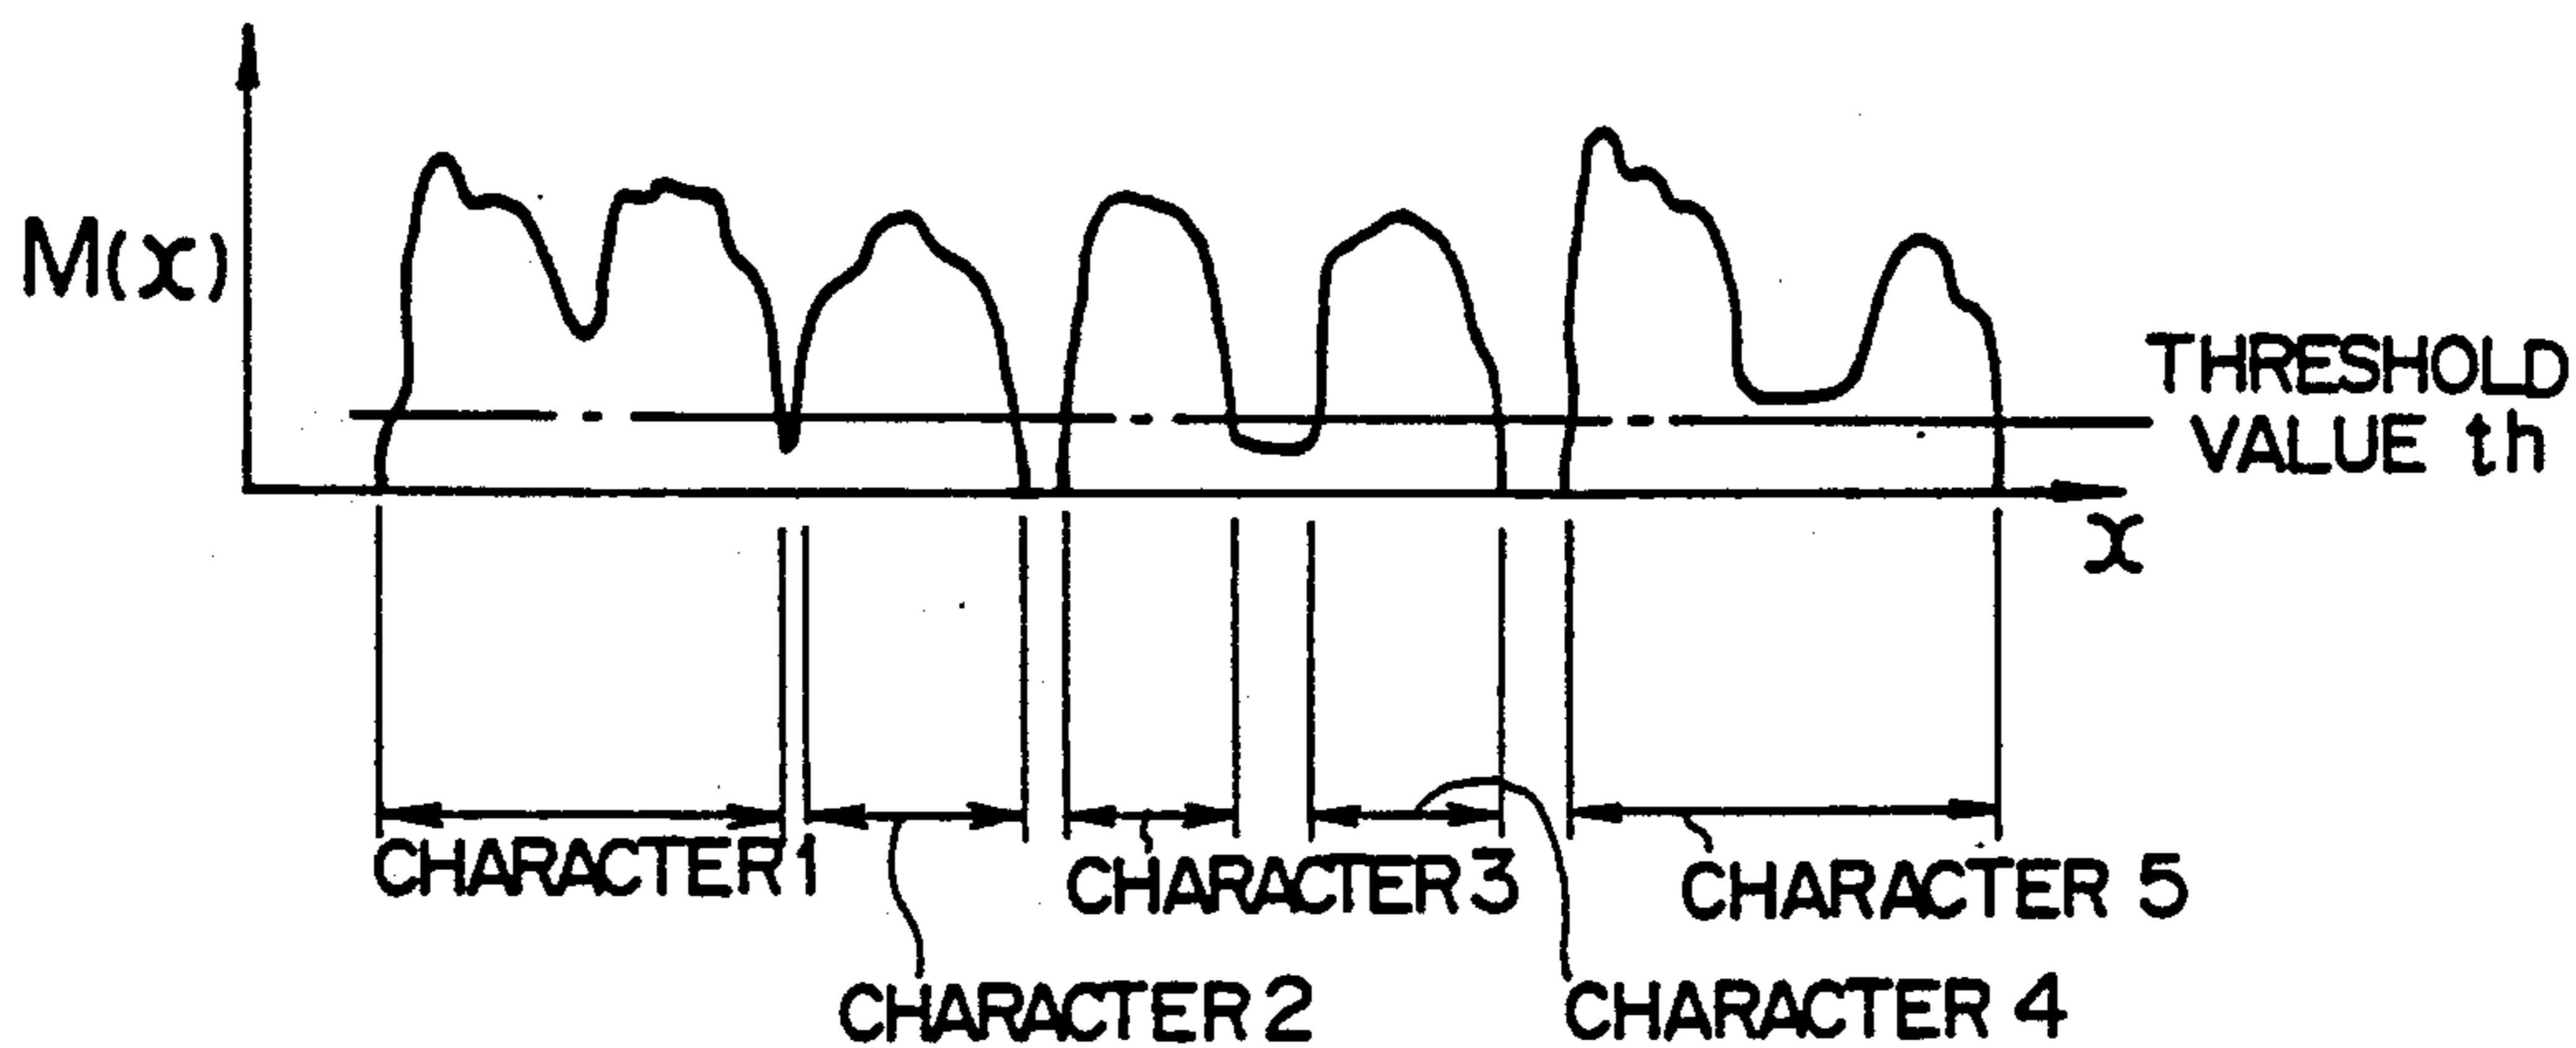 M(x)
THRESHOLD
VALUE th
x
CHARACTER 1
CHARACTER 3
CHARACTER 5
CHARACTER 2
CHARACTER 4